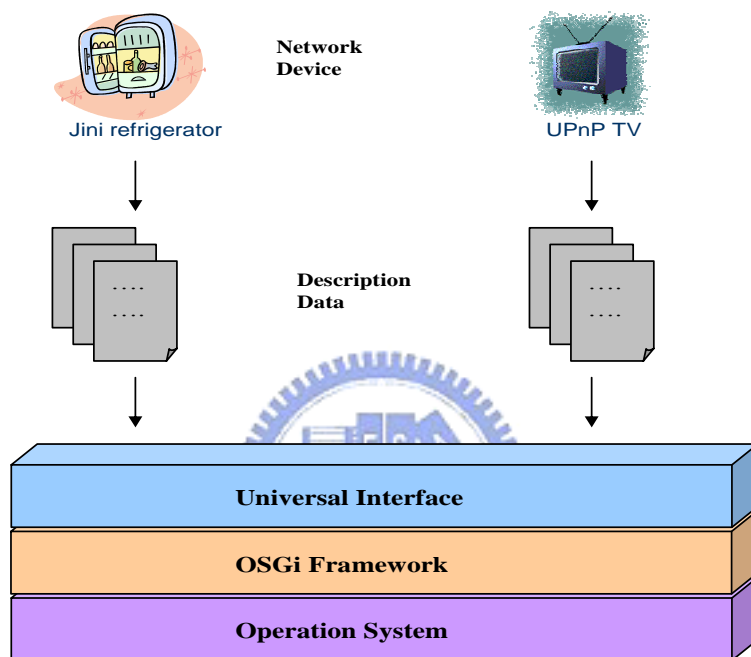 Network
Device
Jini refrigerator
UPnP TV
Description
Data
Universal Interface
OSGi Framework
Operation System